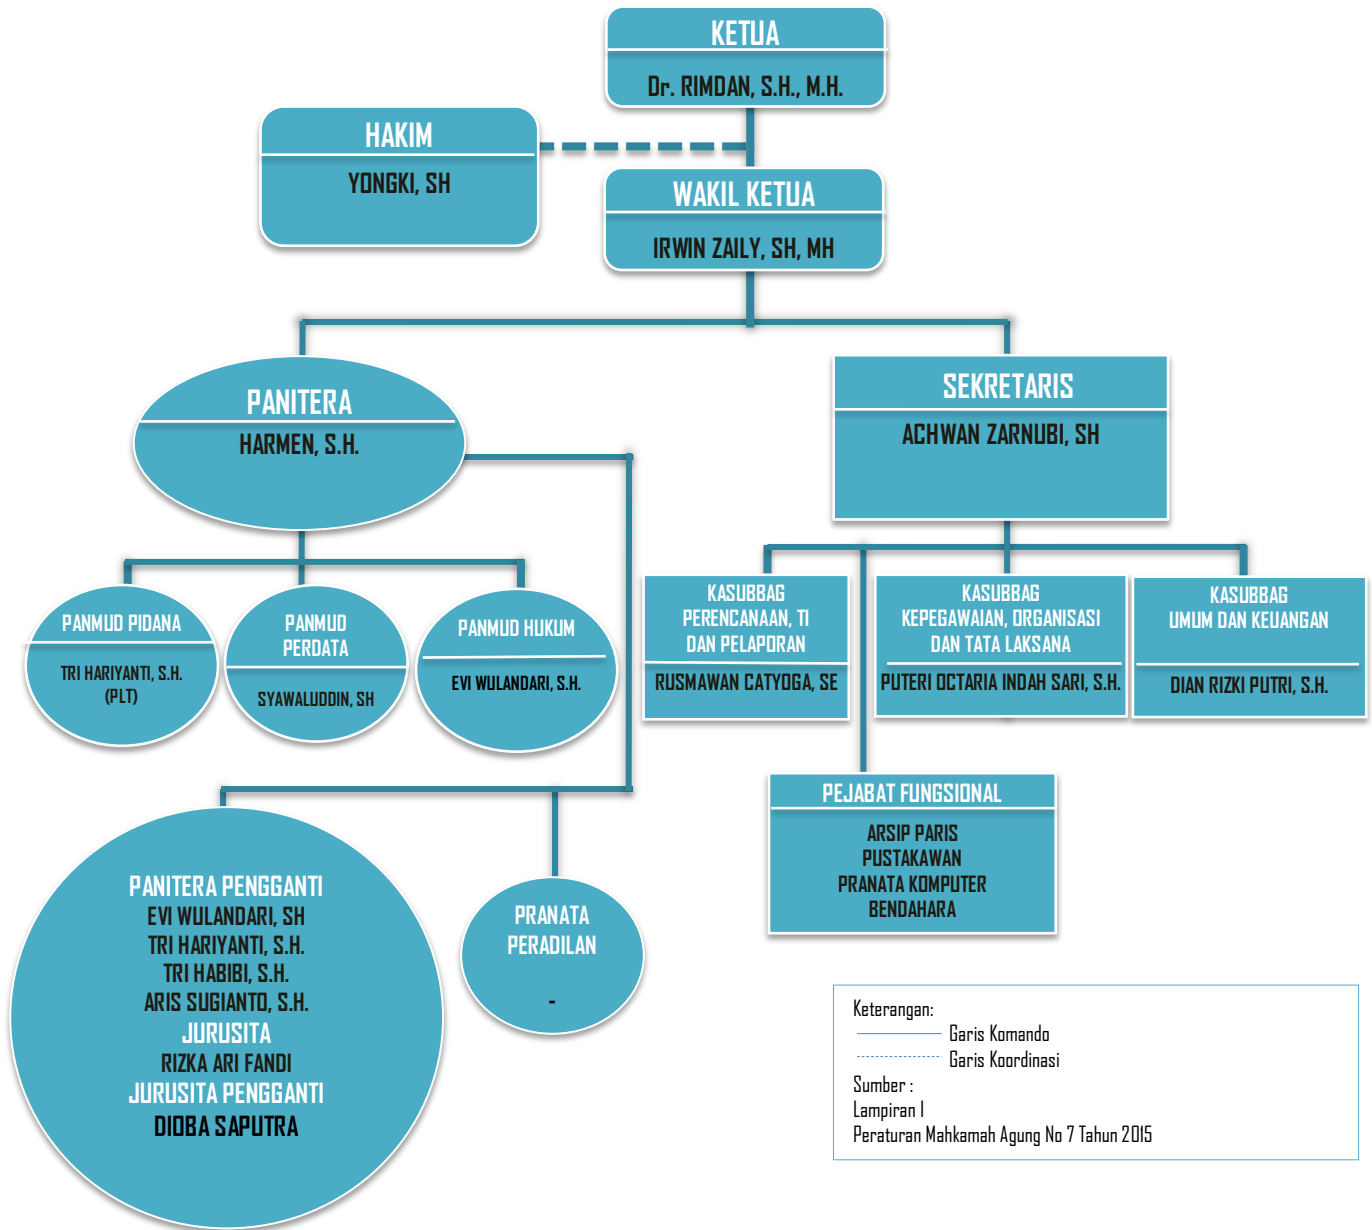 KETUA
Dr. RIMDAN, S.H., M.H.
HAKIM
YONGKI, SH
WAKIL KETUA
IRWIN ZAILY, SH, MH
PANITERA
HARMEN, S.H.
SEKRETARIS
ACHWAN ZARNUBI, SH
PANMUD PIDANA
TRI HARIYANTI, S.H.
(PLT)
PANMUD
PERDATA
SYAWALUDDIN, SH
PANMUD HUKUM
EVI WULANDARI, S.H.
KASUBBAG
PERENCANAAN, TI
DAN PELAPORAN
RUSMAWAN CATYOGA, SE
KASUBBAG
KEPEGAWAIAN, ORGANISASI
DAN TATA LAKSANA
PUTERI OCTARIA INDAH SARI, S.H.
KASUBBAG
UMUM DAN KEUANGAN
DIAN RIZKI PUTRI, S.H.
PEJABAT FUNGSIONAL
ARSIP PARIS
PUSTAKAWAN
PRANATA KOMPUTER
BENDAHARA
PANITERA PENGGANTI
EVI WULANDARI, SH
TRI HARIYANTI, S.H.
TRI HABIBI, S.H.
ARIS SUGIANTO, S.H.
JURUSITA
RIZKA ARI FANDI
JURUSITA PENGGANTI
DIOBA SAPUTRA
PRANATA
PERADILAN
-
Keterangan:
Garis Komando
Garis Koordinasi
Sumber :
Lampiran I
Peraturan Mahkamah Agung No 7 Tahun 2015